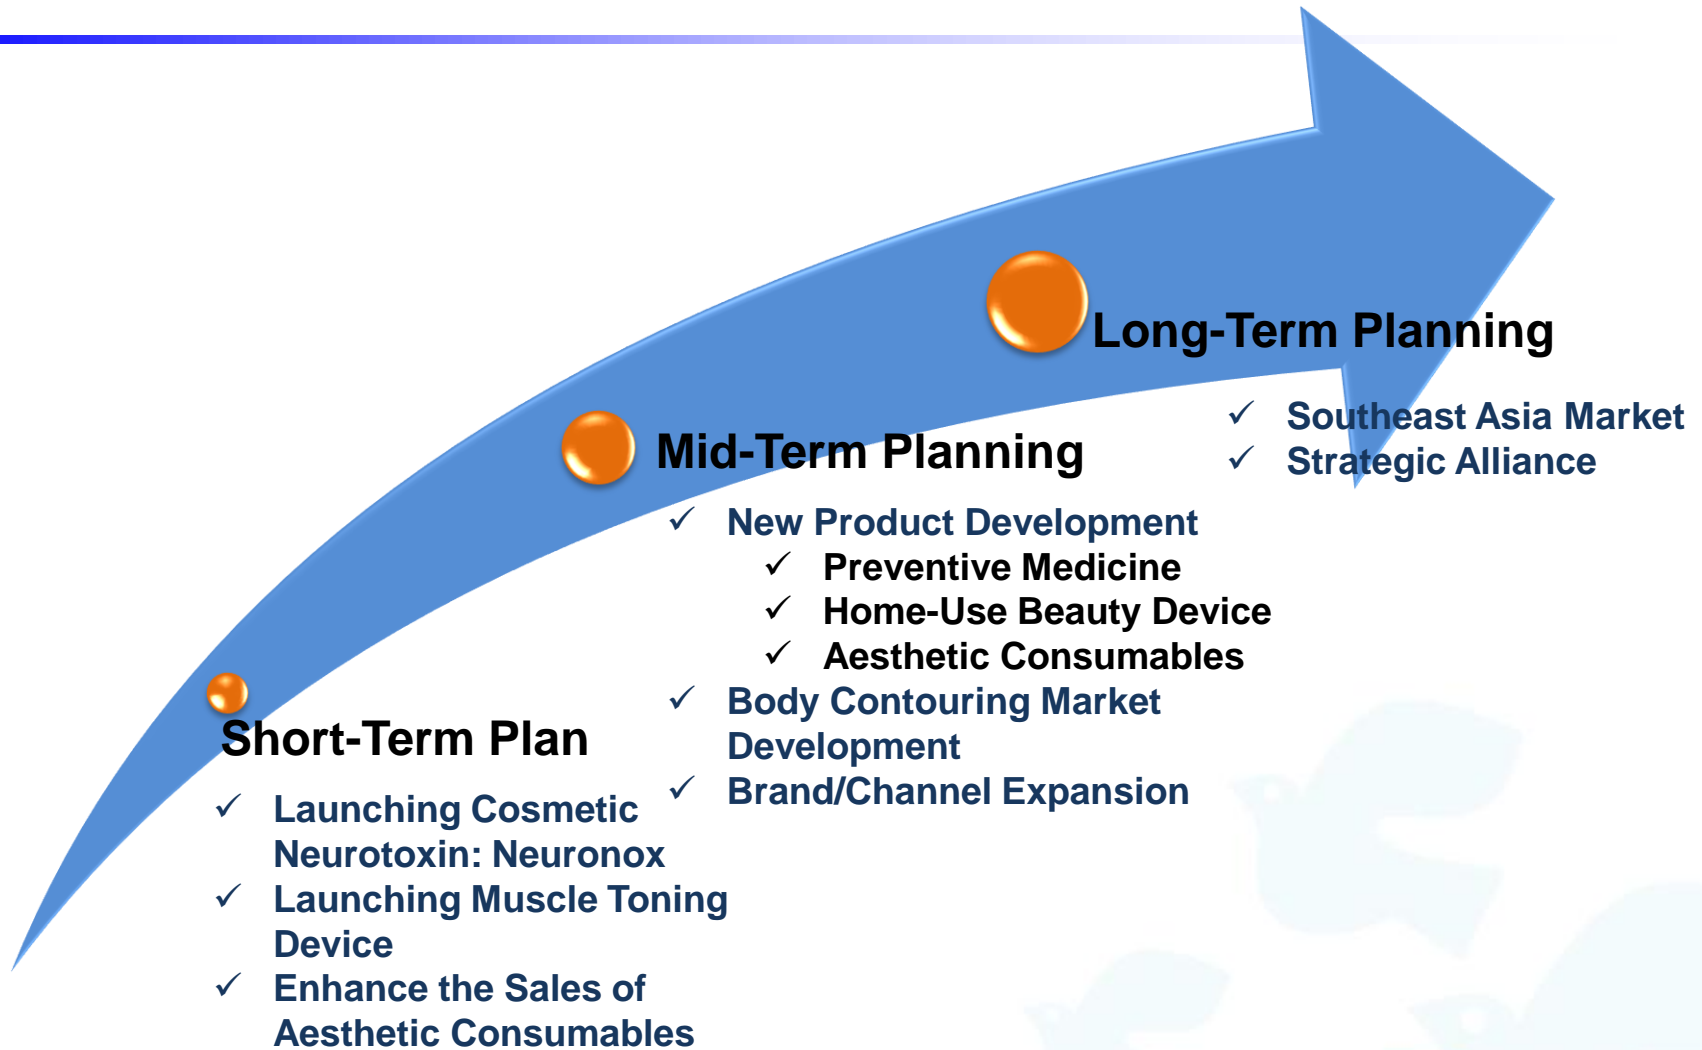 Long-Term Planning
✓ Southeast Asia Market
✓ Strategic Alliance
Mid-Term Planning
✓ New Product Development
✓ Preventive Medicine
✓ Home-Use Beauty Device
✓ Aesthetic Consumables
✓ Body Contouring Market
Development
✓ Brand/Channel Expansion
Short-Term Plan
✓ Launching Cosmetic
Neurotoxin: Neuronox
✓ Launching Muscle Toning
Device
✓ Enhance the Sales of
Aesthetic Consumables